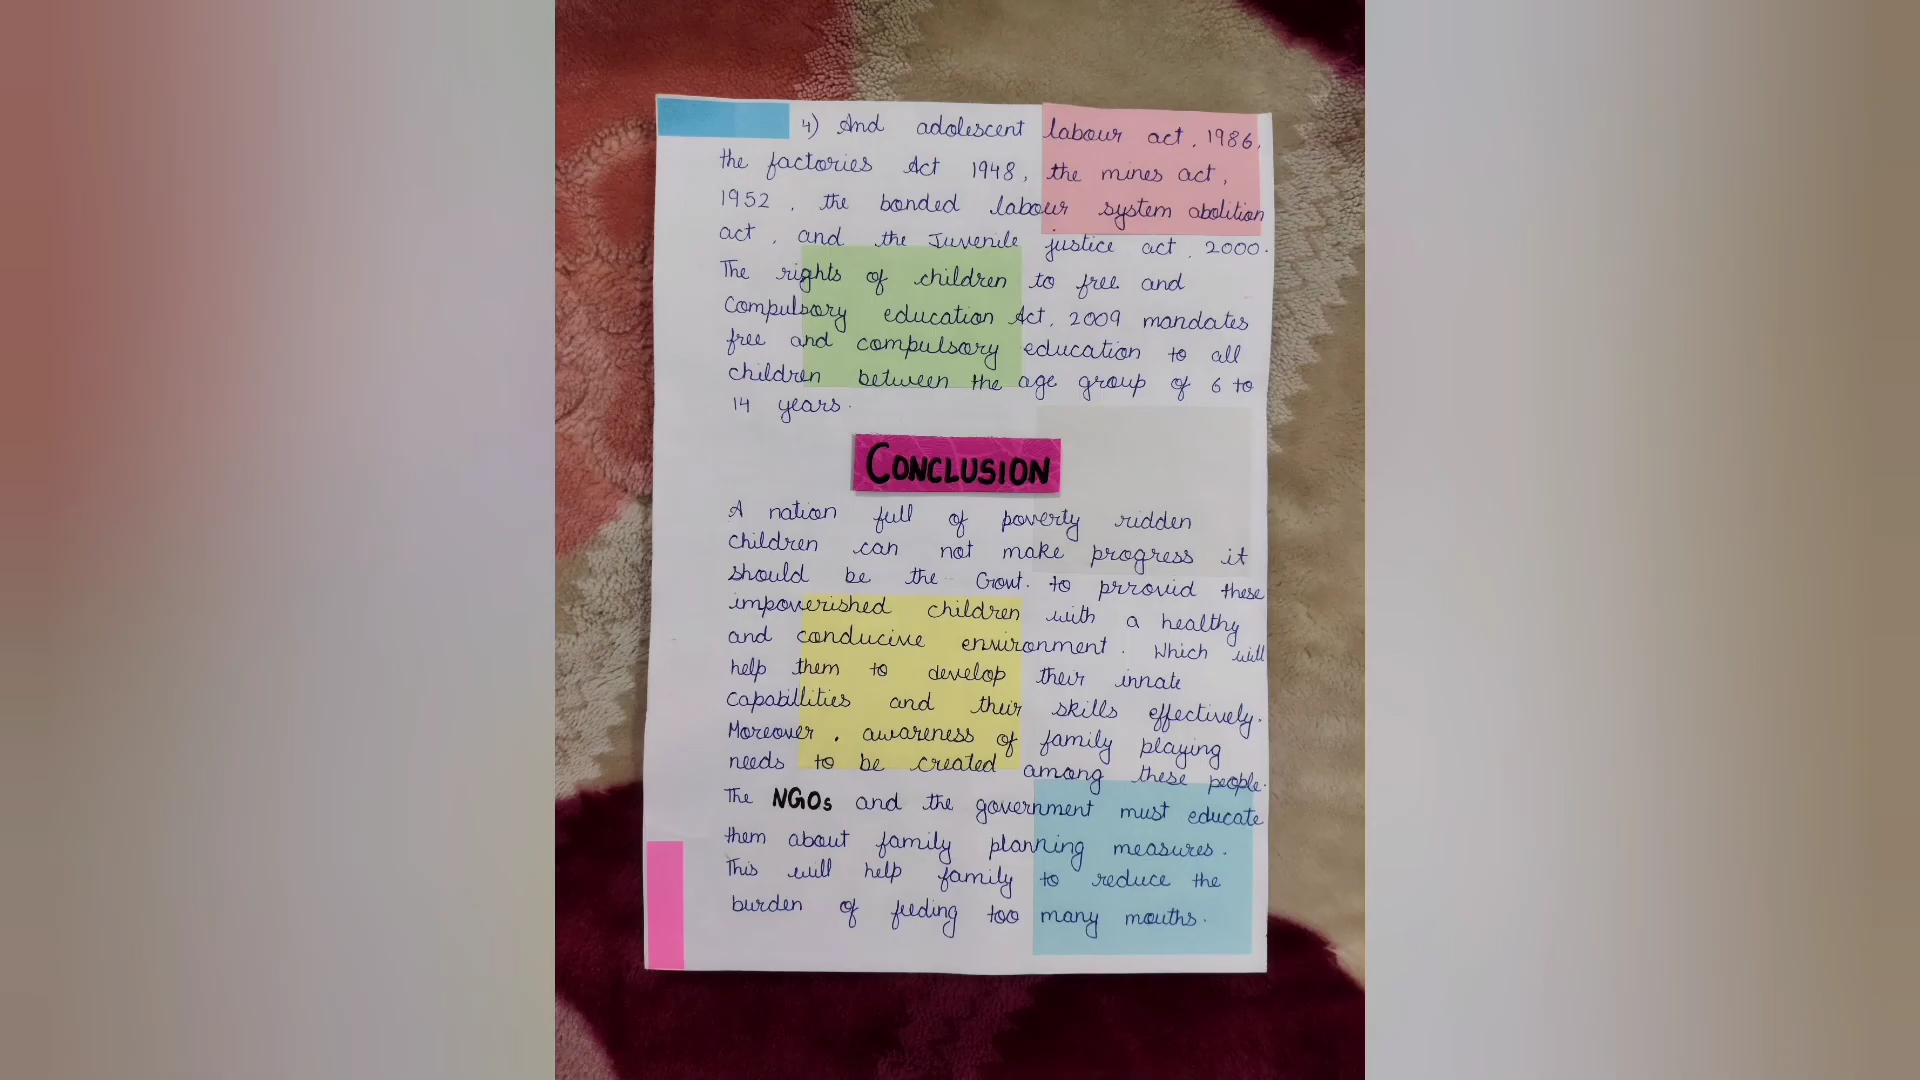 4) And adolescent labour act, 1986,
the factories Act 1948, the mines act,
1952, the bonded labour system abolition
act, and the Juvenile justice act, 2000.
The rights of children to free and
Compulsory education Act, 2009 mandates
free and compulsory education to all
children between the age group of 6 to
14 years.
CONCLUSION
A nation full of poverty ridden
children can not make progress it
should be the Govt. to prrovid these
impoverished children with a healthy
and conducive environment. Which will
help them to develop their innate
capabillities and their skills effectively.
Moreover, awareness of family playing
needs to be created among these people.
The NGOs and the government must educate
them about family planning measures.
This will help family to reduce the
burden of feeding too many mouths.